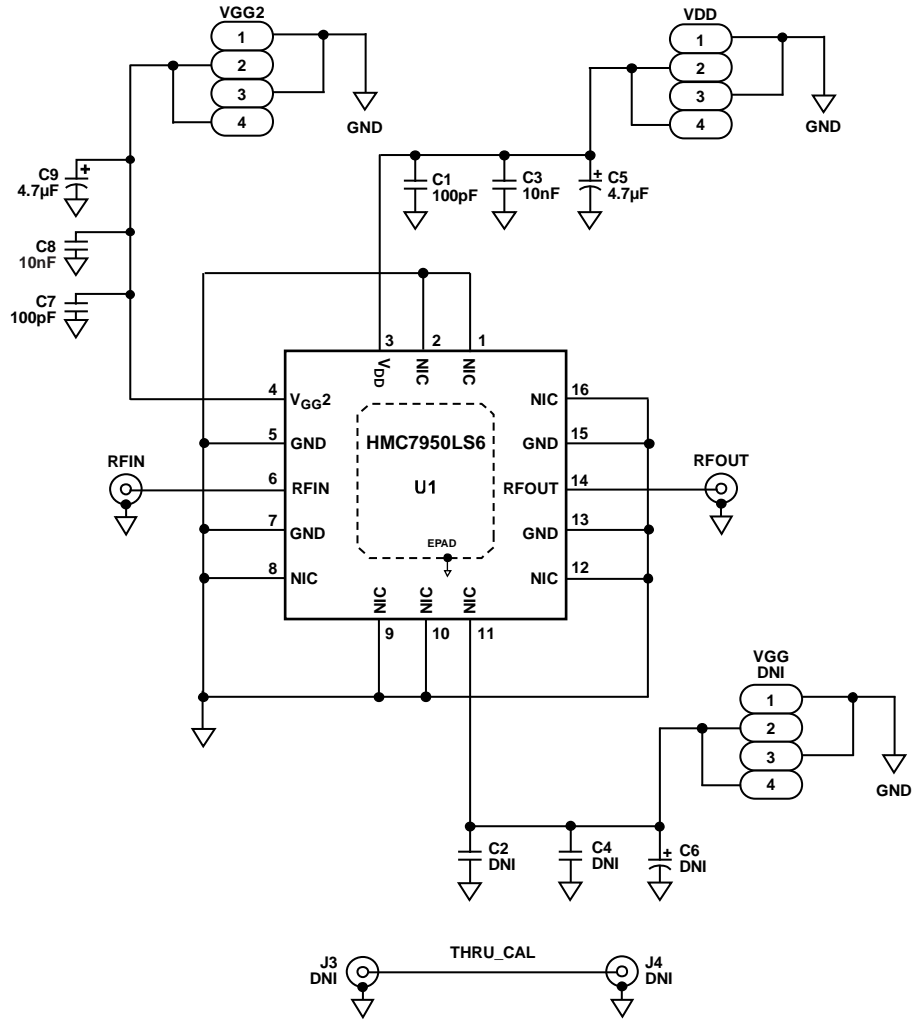 VGG2
1
2
3
4
GND
VDD
1
2
3
4
GND
C9
4.7µF
C8
10nF
C7
100pF
C1
100pF
C3
10nF
C5
4.7µF
3
2
1
VDD
NIC
NIC
4
VGG2
5
GND
6
RFIN
7
GND
8
NIC
RFIN
HMC7950LS6
U1
EPAD
NIC
16
GND
15
RFOUT
14
GND
13
NIC
12
RFOUT
NIC
NIC
NIC
9
10
11
VGG
DNI
1
2
3
4
GND
C2
DNI
C4
DNI
C6
DNI
J3
DNI
THRU_CAL
J4
DNI
+
+
+